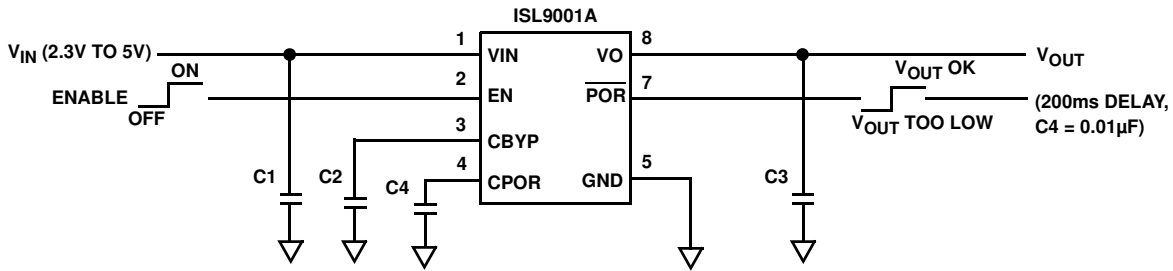 ISL9001A
VIN (2.3V TO 5V)
ON
ENABLE
OFF
1
VIN
2
EN
3
CBYP
4
CPOR
VO
8
POR
7
GND
5
VOUT
VOUT OK
VOUT TOO LOW
(200ms DELAY,
C4 = 0.01µF)
C1
C2
C4
C3